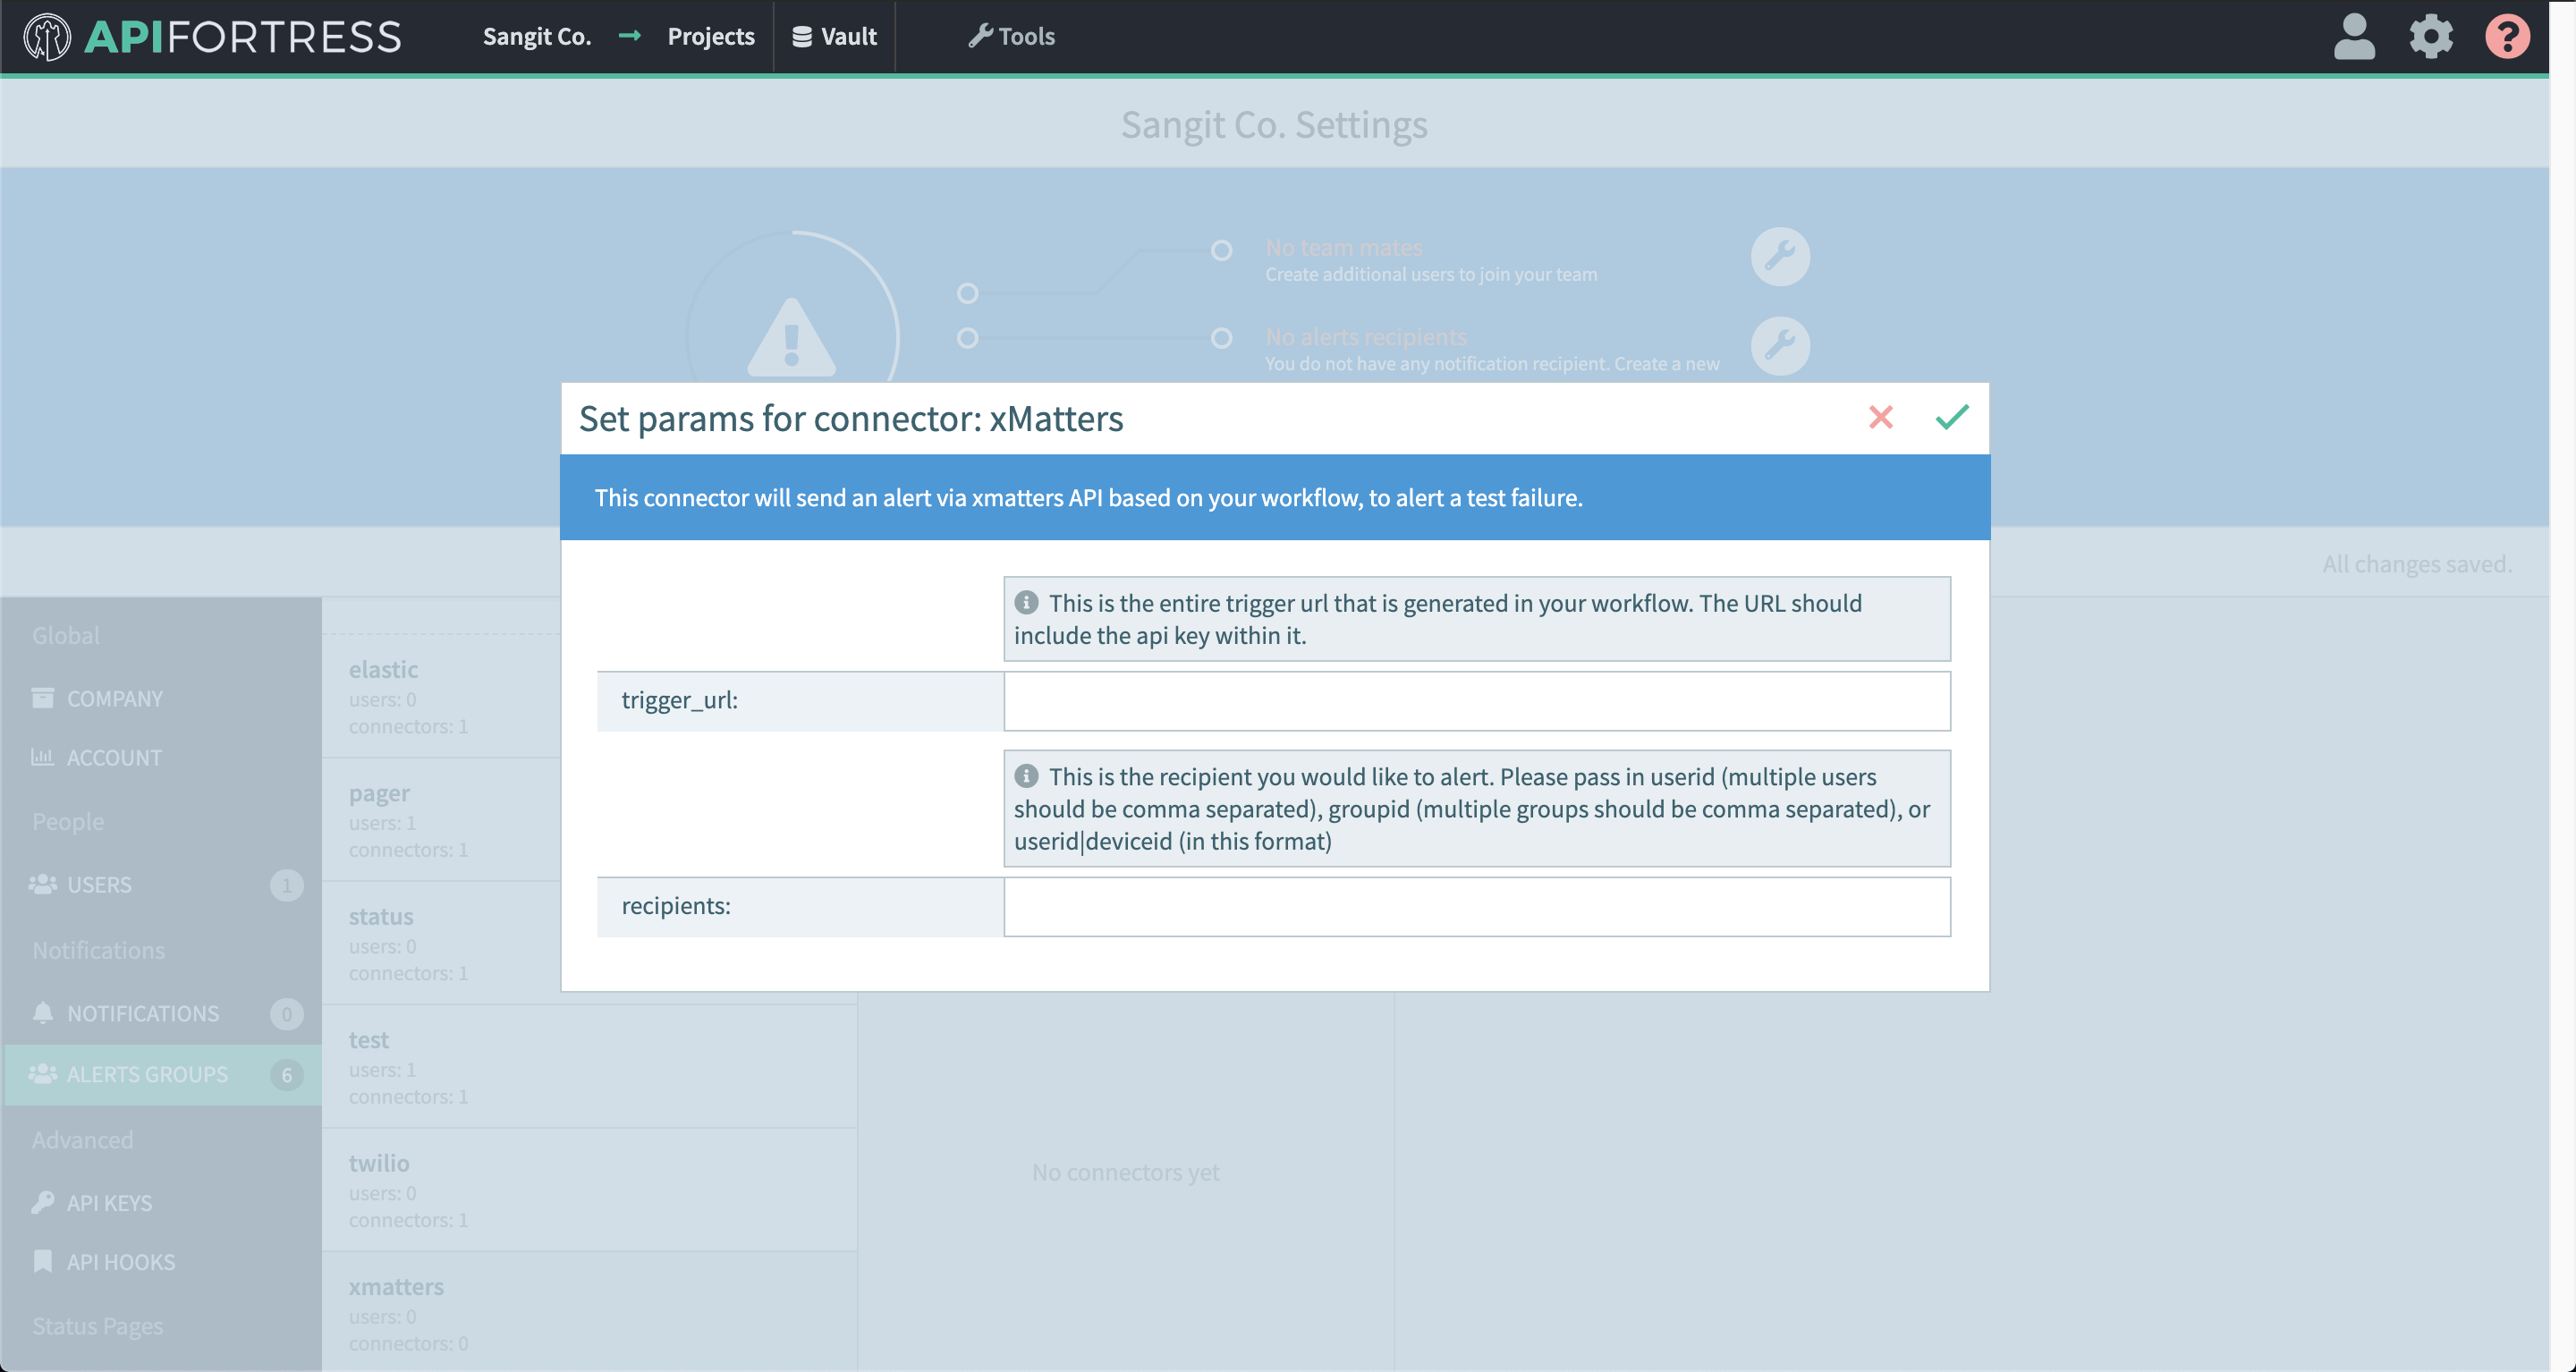 APIFORTRESS
Sangit Co. → Projects Vault Tools
Sangit Co. Settings
No team mates
Create additional users to join your team
No alerts recipients
You do not have any notification recipient. Create a new
Set params for connector: xMatters
This connector will send an alert via xmatters API based on your workflow, to alert a test failure.
All changes saved.
This is the entire trigger url that is generated in your workflow. The URL should
include the api key within it.
trigger_url:
This is the recipient you would like to alert. Please pass in userid (multiple users
should be comma separated), groupid (multiple groups should be comma separated), or
userid|deviceid (in this format)
recipients:
Global
COMPANY
ACCOUNT
People
USERS 1
Notifications
NOTIFICATIONS 0
ALERTS GROUPS 6
Advanced
API KEYS
API HOOKS
Status Pages
elastic
users: 0
connectors: 1
pager
users: 1
connectors: 1
status
users: 0
connectors: 1
test
users: 1
connectors: 1
twilio
users: 0
connectors: 1
xmatters
users: 0
connectors: 0
No connectors yet